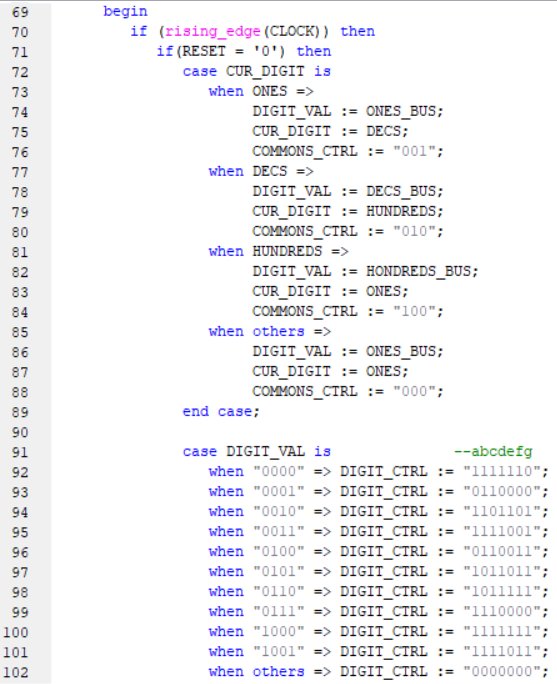 69 begin
70 if (rising_edge(CLOCK)) then
71 if(RESET = '0') then
72 case CUR_DIGIT is
73 when ONES =>
74 DIGIT_VAL := ONES_BUS;
75 CUR_DIGIT := DECS;
76 COMMONS_CTRL := "001";
77 when DECS =>
78 DIGIT_VAL := DECS_BUS;
79 CUR_DIGIT := HUNDREDS;
80 COMMONS_CTRL := "010";
81 when HUNDREDS =>
82 DIGIT_VAL := HONDREDS_BUS;
83 CUR_DIGIT := ONES;
84 COMMONS_CTRL := "100";
85 when others =>
86 DIGIT_VAL := ONES_BUS;
87 CUR_DIGIT := ONES;
88 COMMONS_CTRL := "000";
89 end case;
90
91 case DIGIT_VAL is --abcdefg
92 when "0000" => DIGIT_CTRL := "1111110";
93 when "0001" => DIGIT_CTRL := "0110000";
94 when "0010" => DIGIT_CTRL := "1101101";
95 when "0011" => DIGIT_CTRL := "1111001";
96 when "0100" => DIGIT_CTRL := "0110011";
97 when "0101" => DIGIT_CTRL := "1011011";
98 when "0110" => DIGIT_CTRL := "1011111";
99 when "0111" => DIGIT_CTRL := "1110000";
100 when "1000" => DIGIT_CTRL := "1111111";
101 when "1001" => DIGIT_CTRL := "1111011";
102 when others => DIGIT_CTRL := "0000000";